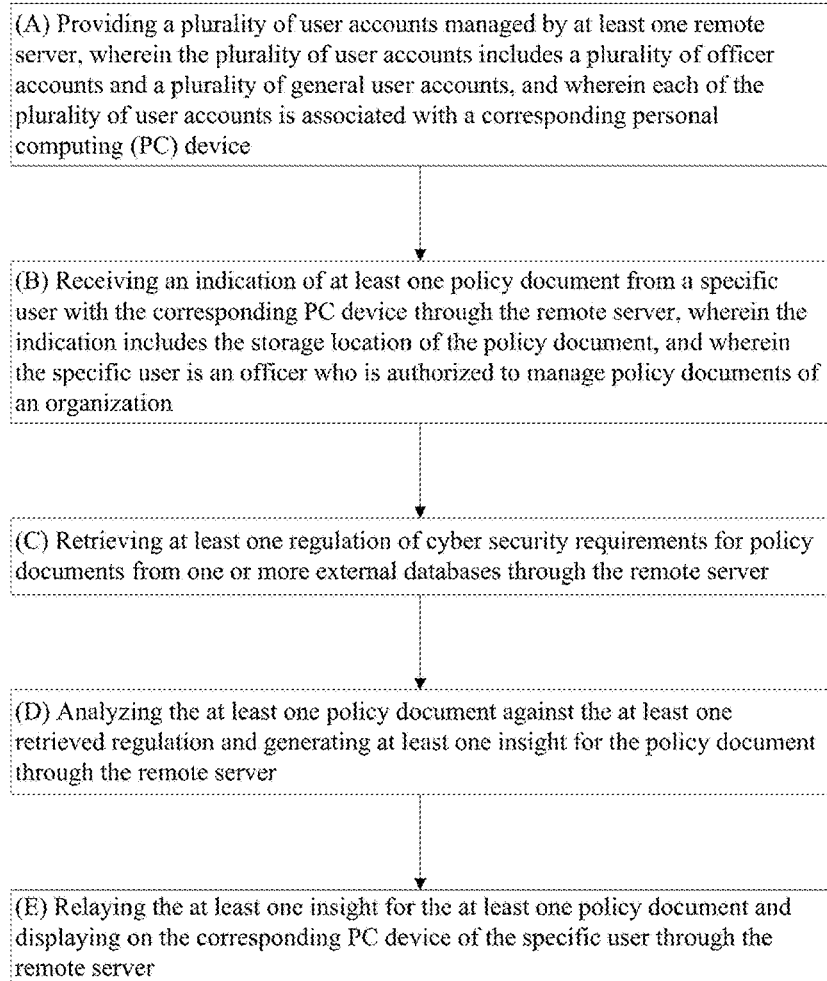 (A) Providing a plurality of user accounts managed by at least one remote
server, wherein the plurality of user accounts includes a plurality of officer
accounts and a plurality of general user accounts, and wherein each of the
plurality of user accounts is associated with a corresponding personal
computing (PC) device
(B) Receiving an indication of at least one policy document from a specific
user with the corresponding PC device through the remote server, wherein the
indication includes the storage location of the policy document, and wherein
the specific user is an officer who is authorized to manage policy documents of
an organization
(C) Retrieving at least one regulation of cyber security requirements for policy
documents from one or more external databases through the remote server
(D) Analyzing the at least one policy document against the at least one
retrieved regulation and generating at least one insight for the policy document
through the remote server
(E) Relaying the at least one insight for the at least one policy document and
displaying on the corresponding PC device of the specific user through the
remote server